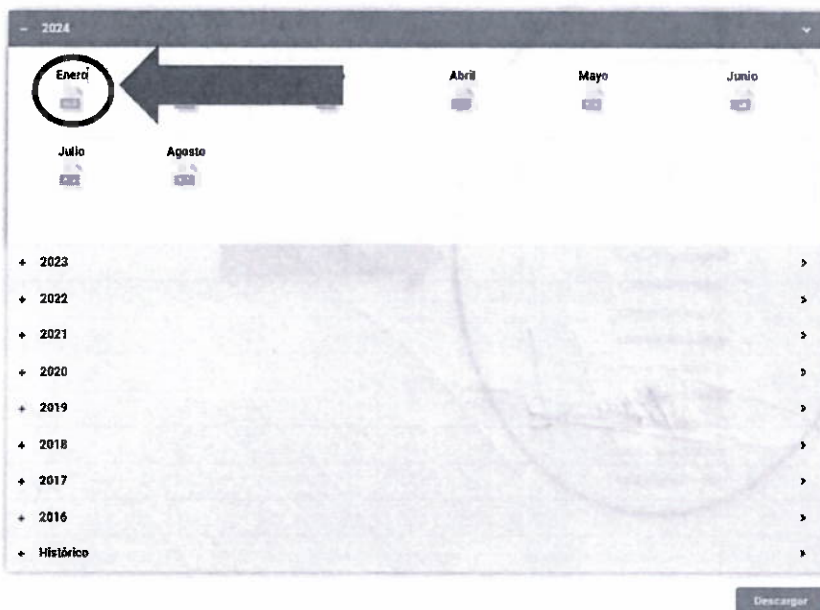 – 2024
Enero Abril Mayo Junio
Julio Agosto
+ 2023
+ 2022
+ 2021
+ 2020
+ 2019
+ 2018
+ 2017
+ 2016
+ Histórico
Descargar